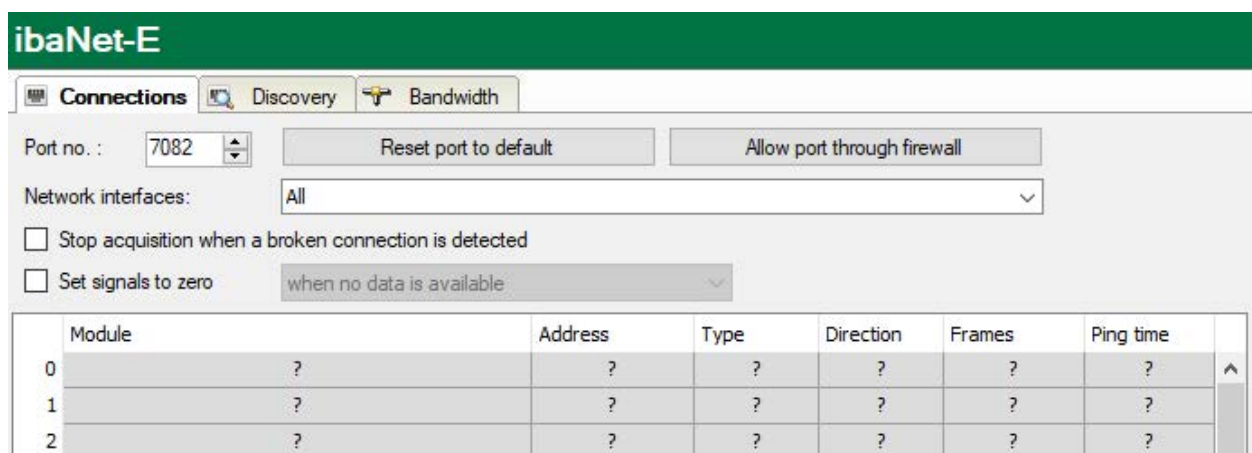 ibaNet-E
Connections Discovery Bandwidth
Port no. : 7082 Reset port to default Allow port through firewall
Network interfaces: All
Stop acquisition when a broken connection is detected
Set signals to zero when no data is available
Module Address Type Direction Frames Ping time
0 ? ? ? ? ? ?
1 ? ? ? ? ? ?
2 ? ? ? ? ? ?